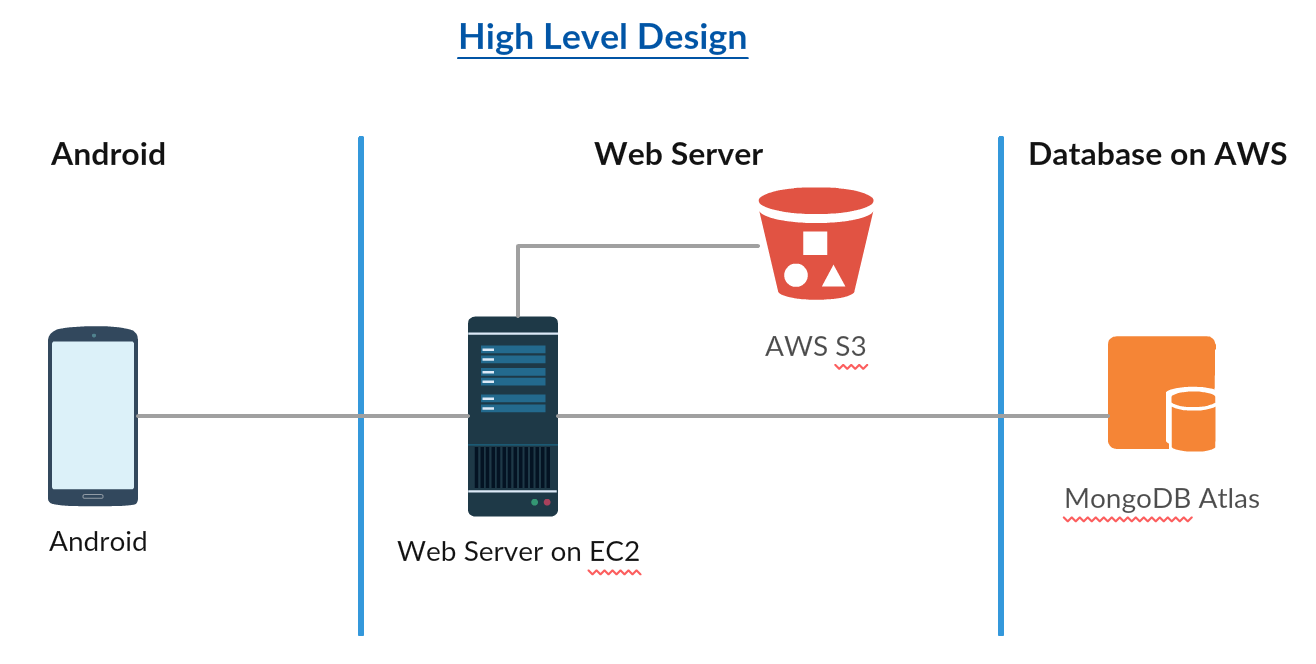 High Level Design
Android
Web Server
Database on AWS
AWS S3
MongoDB Atlas
Android
Web Server on EC2